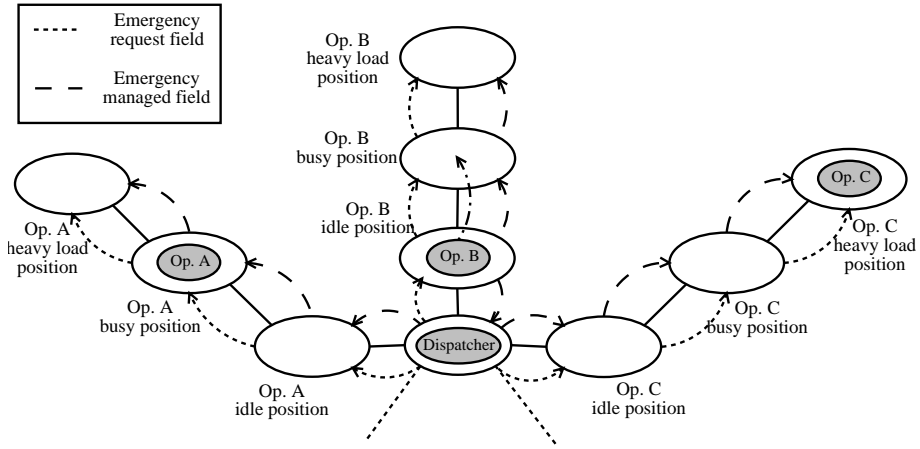 Emergency
request field
Emergency
managed field
Op. B
heavy load
position
Op. B
busy position
Op. B
idle position
Op. B
Op. A
heavy load
position
Op. A
Op. A
busy position
Op. A
idle position
Dispatcher
Op. C
Op. C
heavy load
position
Op. C
busy position
Op. C
idle position